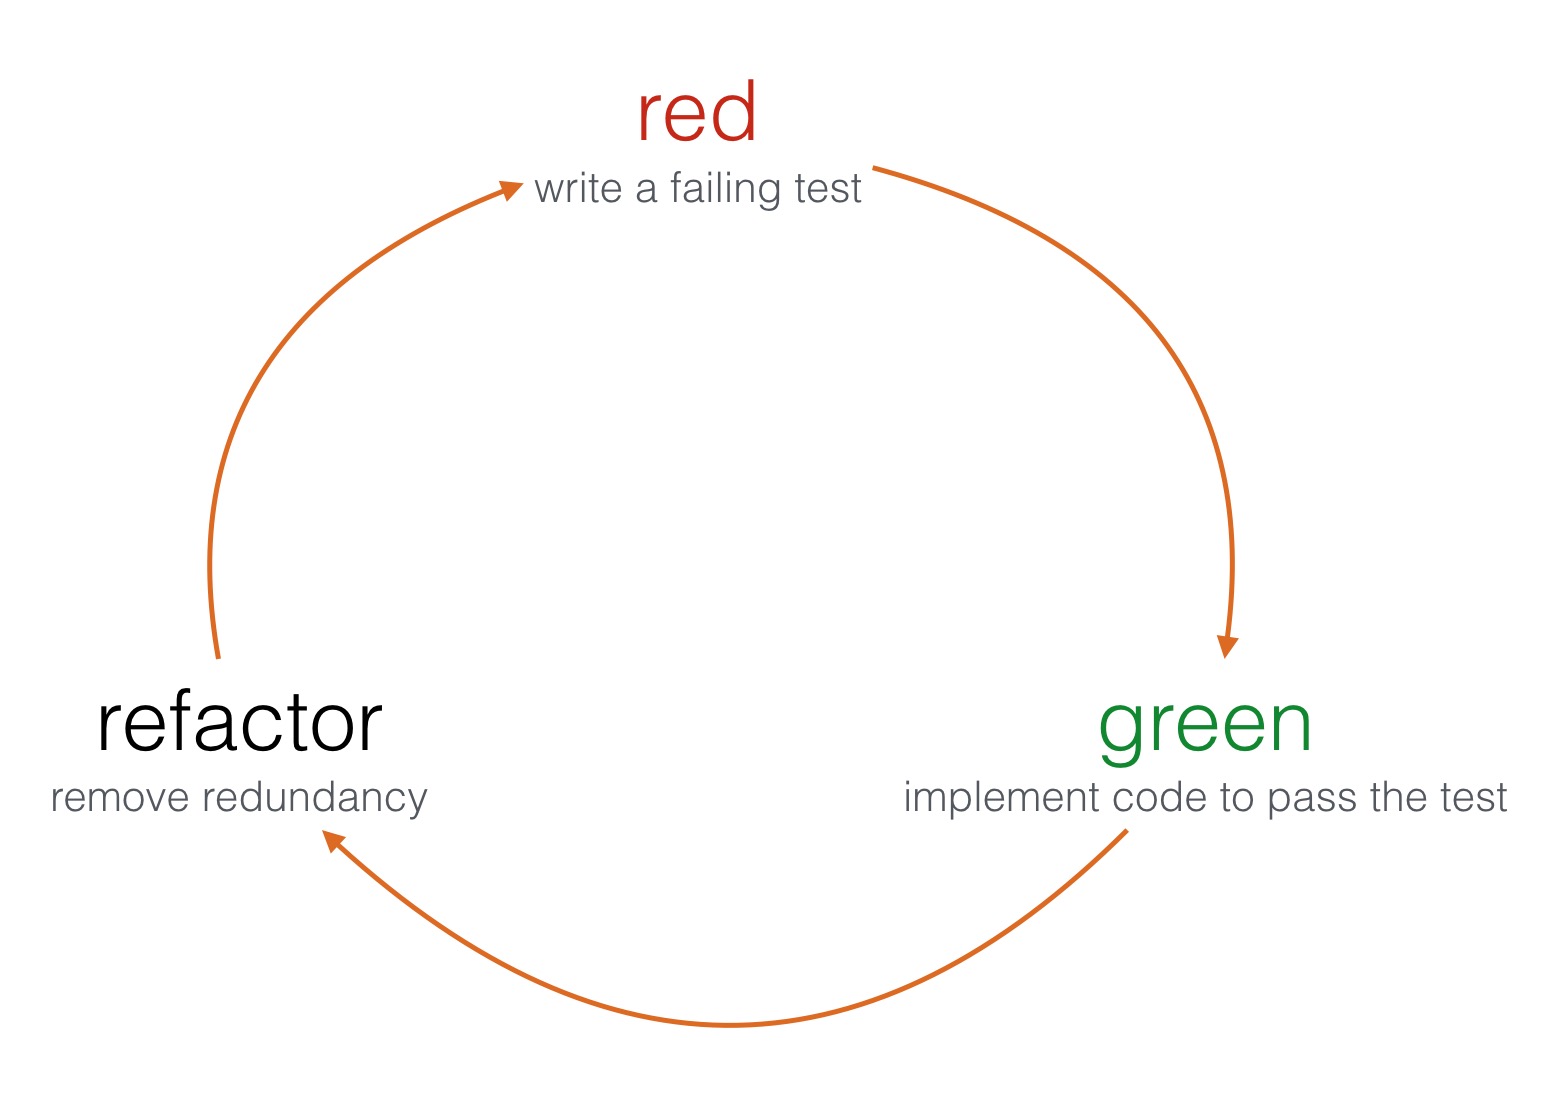 red
write a failing test
refactor
remove redundancy
green
implement code to pass the test